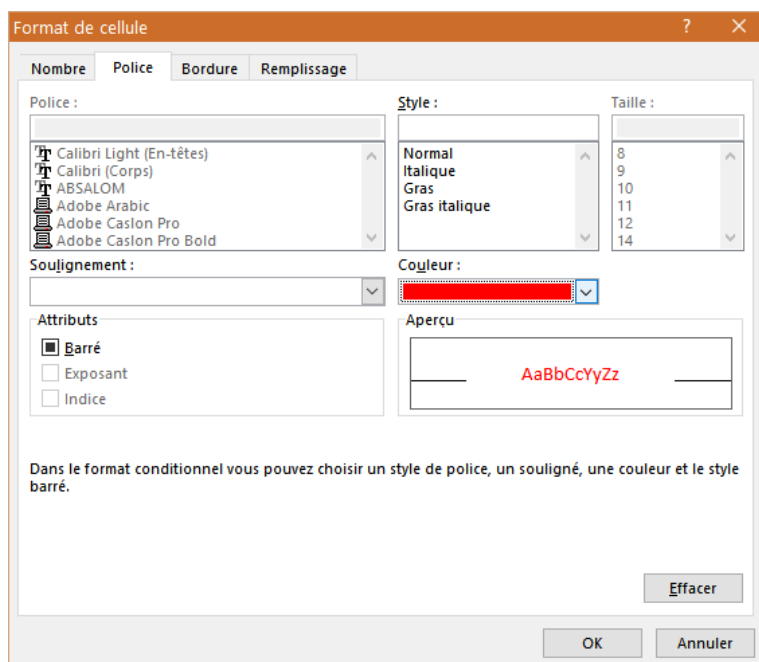 Format de cellule ? ×
Nombre Police Bordure Remplissage
Police : Style : Taille :
Calibri Light (En-têtes) Normal 8
Calibri (Corps) Italique 9
ABSALOM Gras 10
Adobe Arabic Gras italique 11
Adobe Caslon Pro 12
Adobe Caslon Pro Bold 14
Soulignement : Couleur :
Attributs Aperçu
Barré
Exposant AaBbCcYyZz
Indice
Dans le format conditionnel vous pouvez choisir un style de police, un souligné, une couleur et le style
barré.
Effacer
OK Annuler